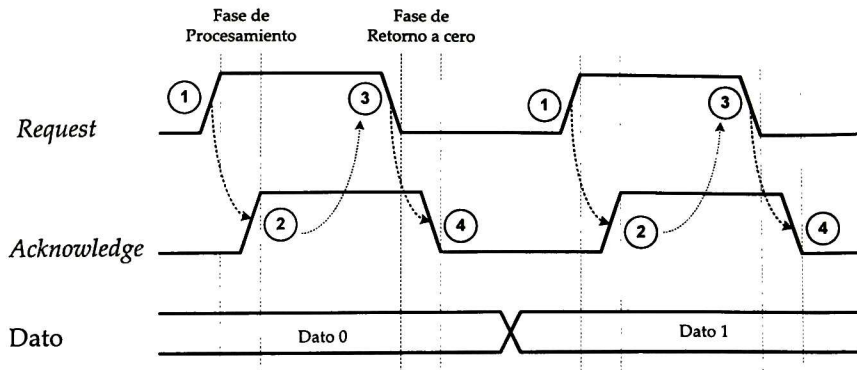 Fase de
Procesamiento
Fase de
Retorno a cero
1
3
1
3
Request
2
4
2
4
Acknowledge
Dato
Dato 0
Dato 1